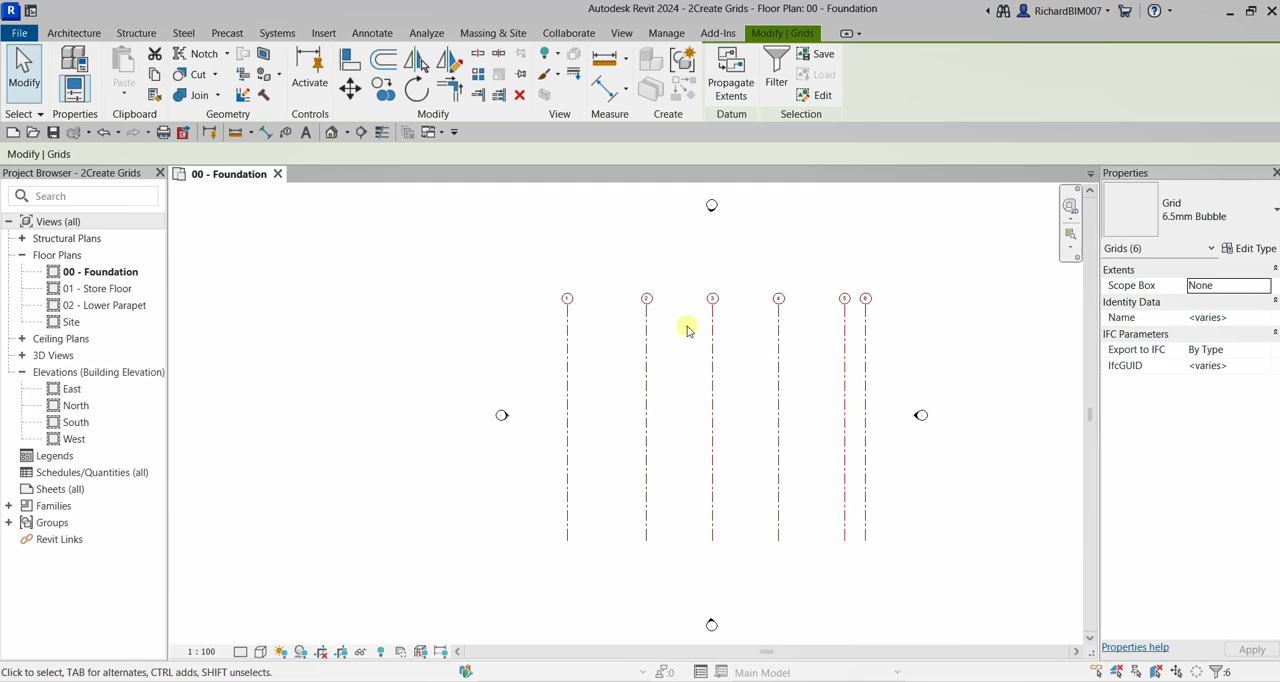 Autodesk Revit 2024 - 2Create Grids - Floor Plan: 00 - Foundation
RichardBIM007
File Architecture Structure Steel Precast Systems Insert Annotate Analyze Massing & Site Collaborate View Manage Add-Ins Modify | Grids
Modify Paste Notch Cut Join Activate Propagate Extents Filter Save Load Edit
Select Properties Clipboard Geometry Controls Modify View Measure Create Datum Selection
Modify | Grids
Project Browser - 2Create Grids
00 - Foundation
Properties
Search
Views (all)
Structural Plans
Floor Plans
00 - Foundation
01 - Store Floor
02 - Lower Parapet
Site
Ceiling Plans
3D Views
Elevations (Building Elevation)
East
North
South
West
Legends
Schedules/Quantities (all)
Sheets (all)
Families
Groups
Revit Links
1 2 3 4 5 6
2D
Grid
6.5mm Bubble
Grids (6)
Edit Type
Extents
Scope Box None
Identity Data
Name <varies>
IFC Parameters
Export to IFC By Type
IfcGUID <varies>
Properties help
Apply
1 : 100
Click to select, TAB for alternates, CTRL adds, SHIFT unselects.
:0
Main Model
:6